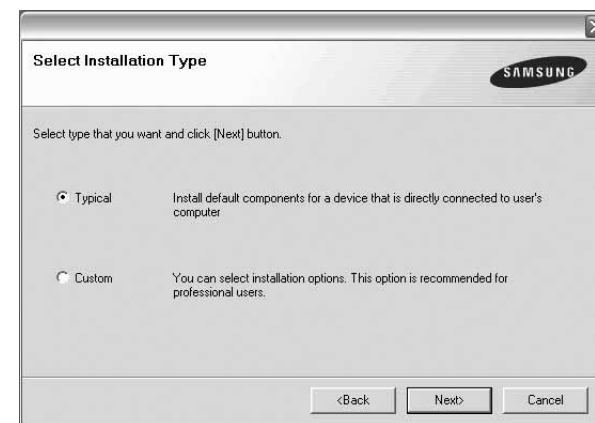 Select Installation Type
SAMSUNG
Select type that you want and click [Next] button.
Typical
Install default components for a device that is directly connected to user's
computer
Custom
You can select installation options. This option is recommended for
professional users.
<Back
Next>
Cancel